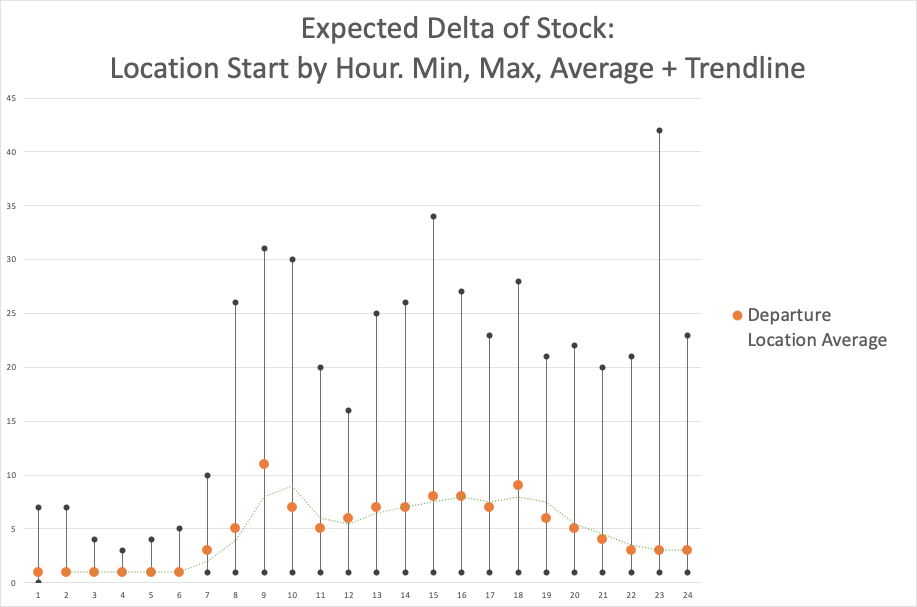 Expected Delta of Stock:
Location Start by Hour. Min, Max, Average + Trendline
45
40
35
30
25
20
15
10
5
0
1 2 3 4 5 6 7 8 9 10 11 12 13 14 15 16 17 18 19 20 21 22 23 24
Departure
Location Average